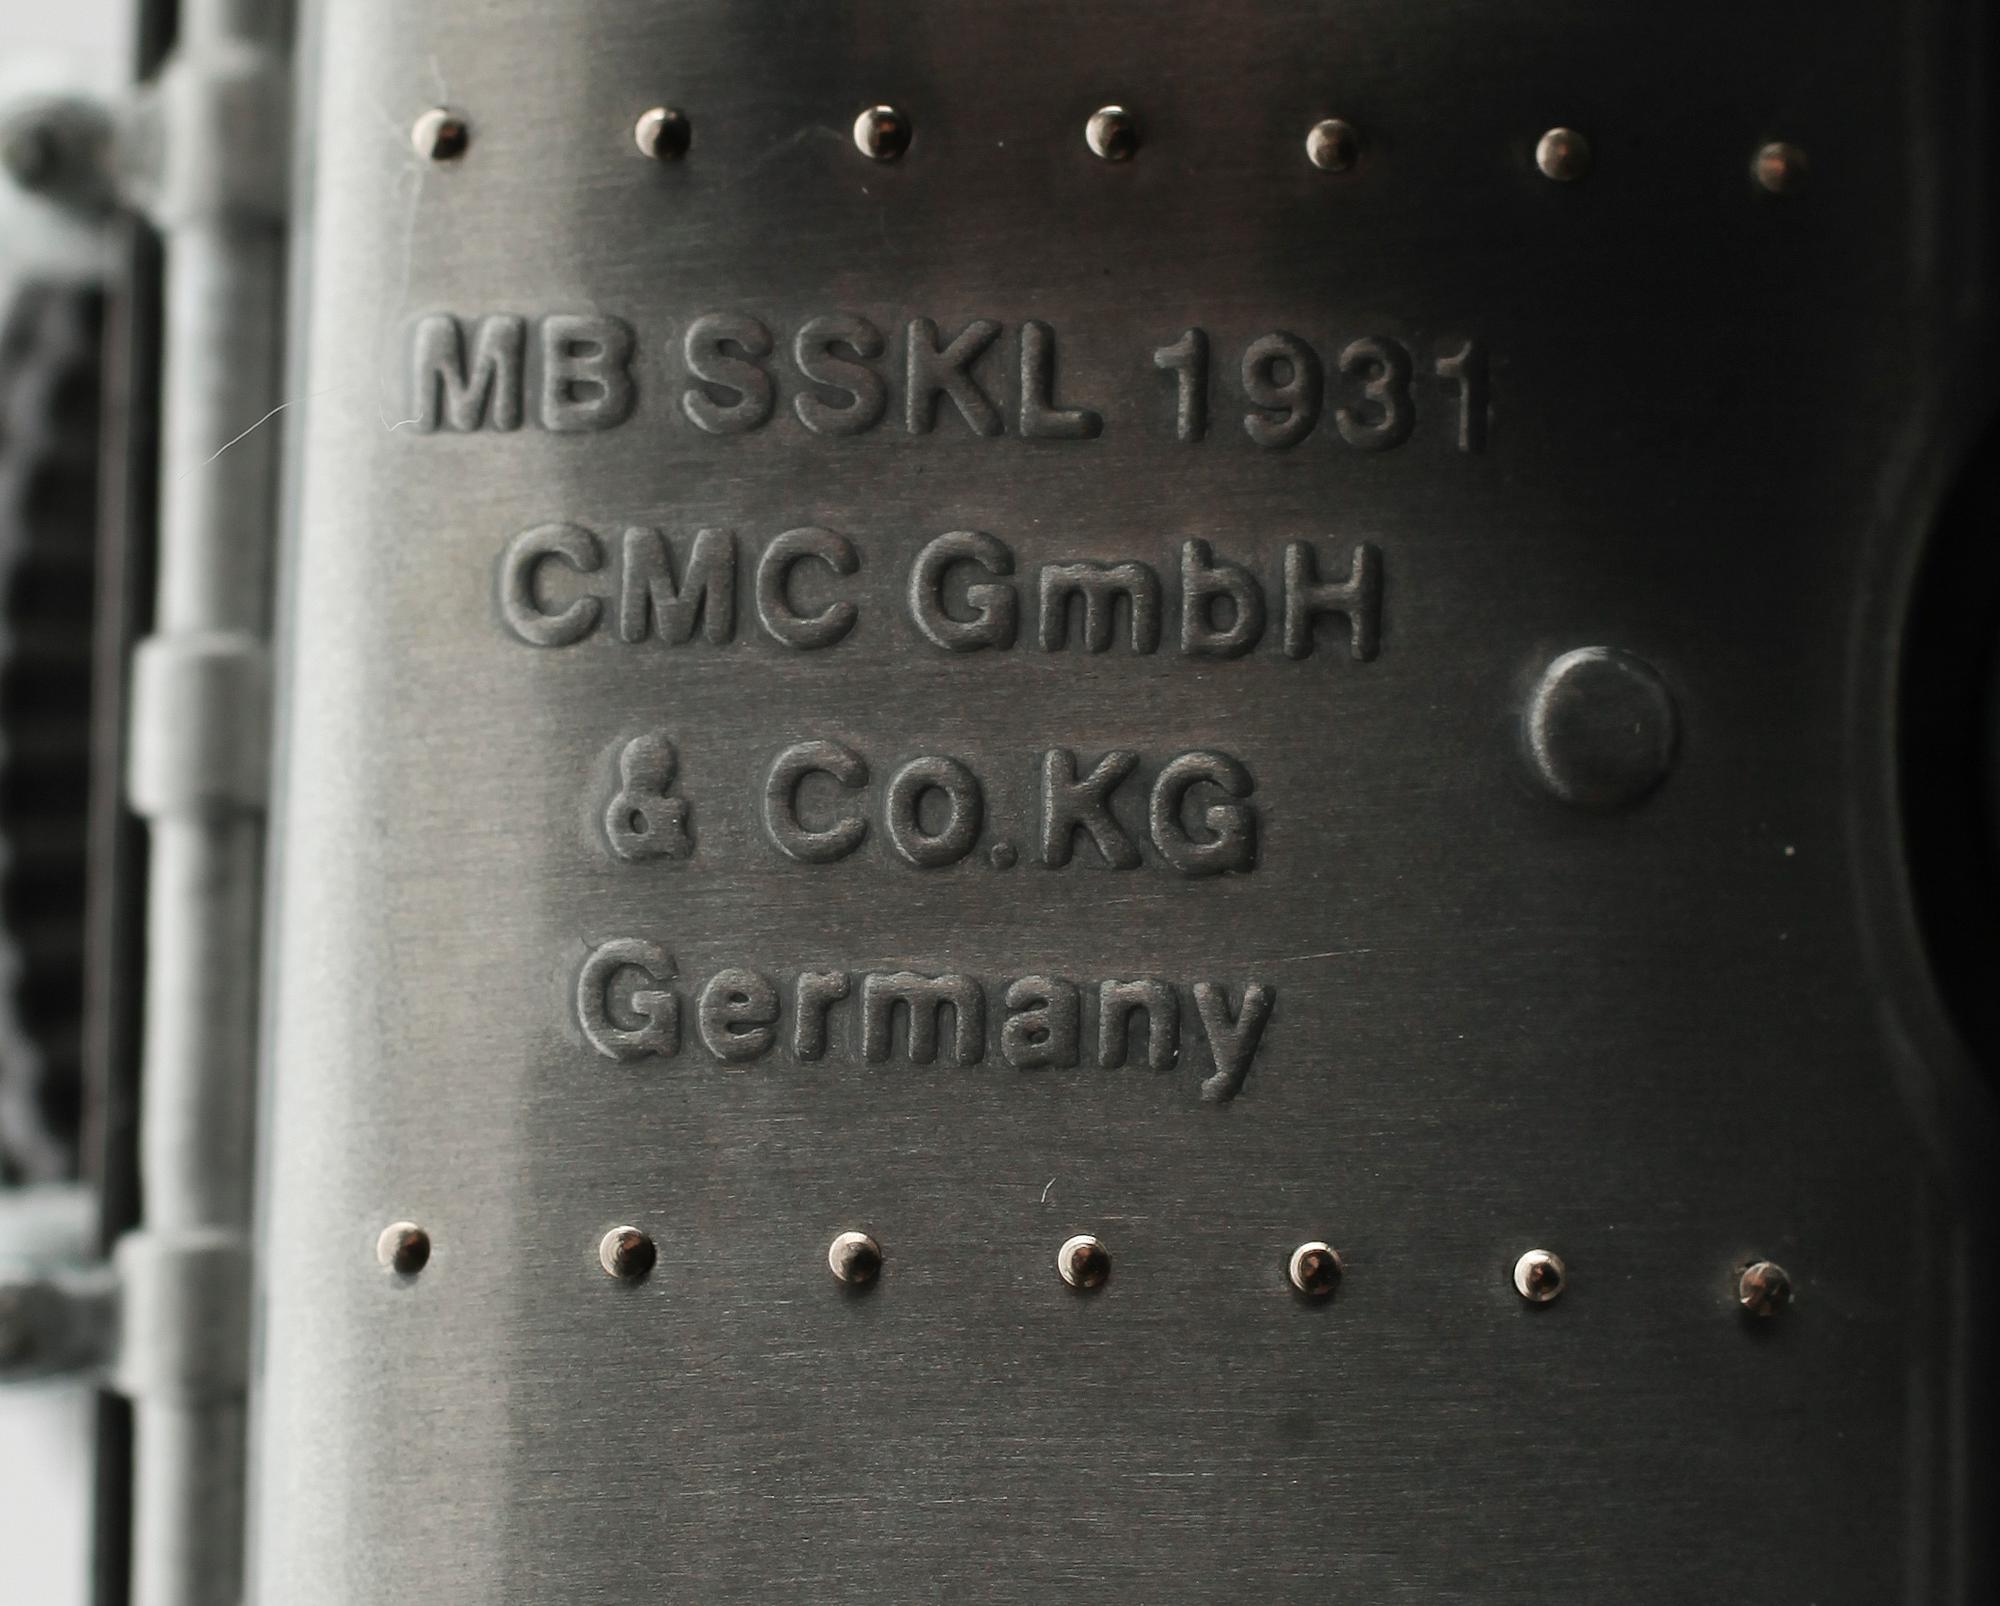 MB SSKL 1931
CMC GmbH
& CO.KG
Germany